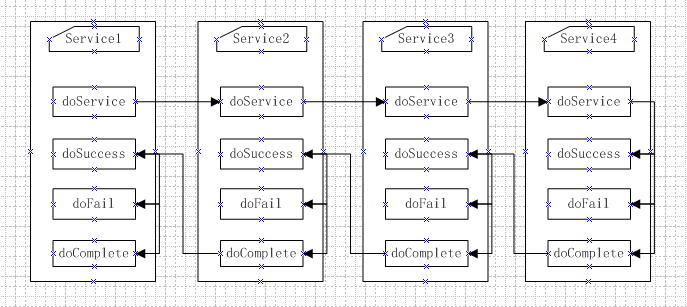 Service1 Service2 Service3 Service4
doService doService doService doService
doSuccess doSuccess doSuccess doSuccess
doFail doFail doFail doFail
doComplete doComplete doComplete doComplete